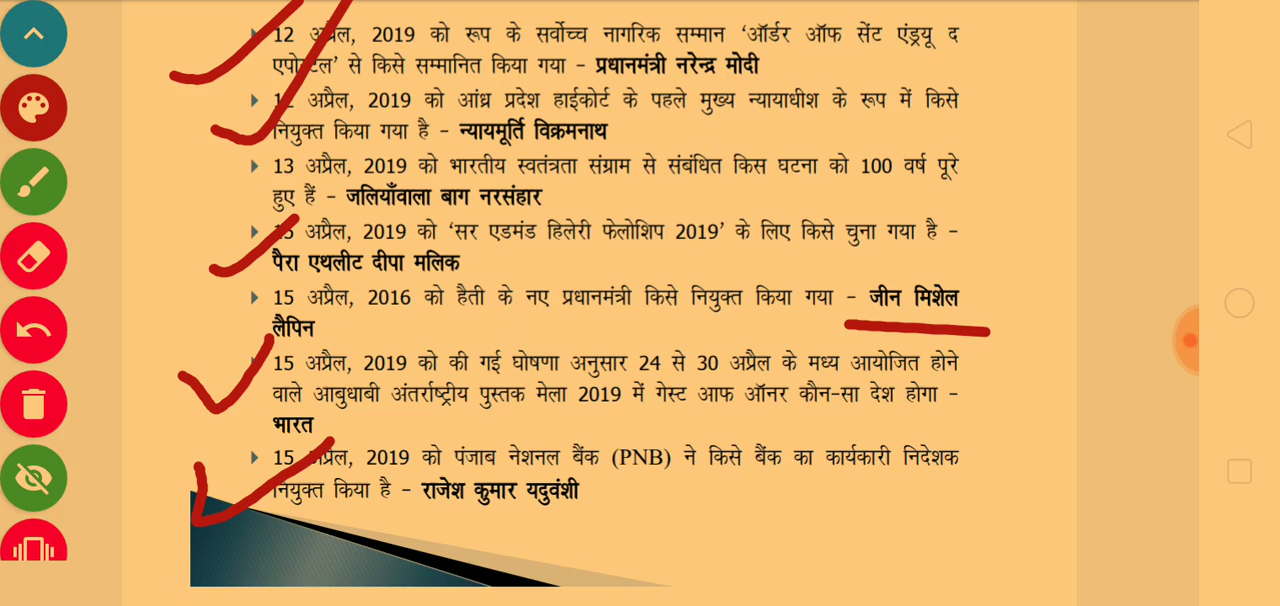 12 अप्रैल, 2019 को रूप के सर्वोच्च नागरिक सम्मान 'ऑर्डर ऑफ सेंट एंड्रयू द
एपोस्टल' से किसे सम्मानित किया गया – प्रधानमंत्री नरेन्द्र मोदी
12 अप्रैल, 2019 को आंध्र प्रदेश हाईकोर्ट के पहले मुख्य न्यायाधीश के रूप में किसे
नियुक्त किया गया है – न्यायमूर्ति विक्रमनाथ
13 अप्रैल, 2019 को भारतीय स्वतंत्रता संग्राम से संबंधित किस घटना को 100 वर्ष पूरे
हुए हैं – जलियाँवाला बाग नरसंहार
अप्रैल, 2019 को 'सर एडमंड हिलेरी फेलोशिप 2019' के लिए किसे चुना गया है –
पैरा एथलीट दीपा मलिक
15 अप्रैल, 2016 को हैती के नए प्रधानमंत्री किसे नियुक्त किया गया – जीन मिशेल
लैपिन
15 अप्रैल, 2019 को की गई घोषणा अनुसार 24 से 30 अप्रैल के मध्य आयोजित होने
वाले आबुधाबी अंतर्राष्ट्रीय पुस्तक मेला 2019 में गेस्ट आफ ऑनर कौन-सा देश होगा –
भारत
15 अप्रैल, 2019 को पंजाब नेशनल बैंक (PNB) ने किसे बैंक का कार्यकारी निदेशक
नियुक्त किया है – राजेश कुमार यदुवंशी